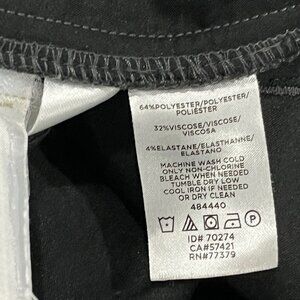 64%POLYESTER/POLYESTER/
POLIÉSTER
32%VISCOSE/VISCOSE/
VISCOSA
4%ELASTANE/ELASTHANNE/
ELASTANO
MACHINE WASH COLD
ONLY NON-CHLORINE
BLEACH WHEN NEEDED
TUMBLE DRY LOW
COOL IRON IF NEEDED
OR DRY CLEAN
484440
ID# 70274
CA#57421
RN#77379